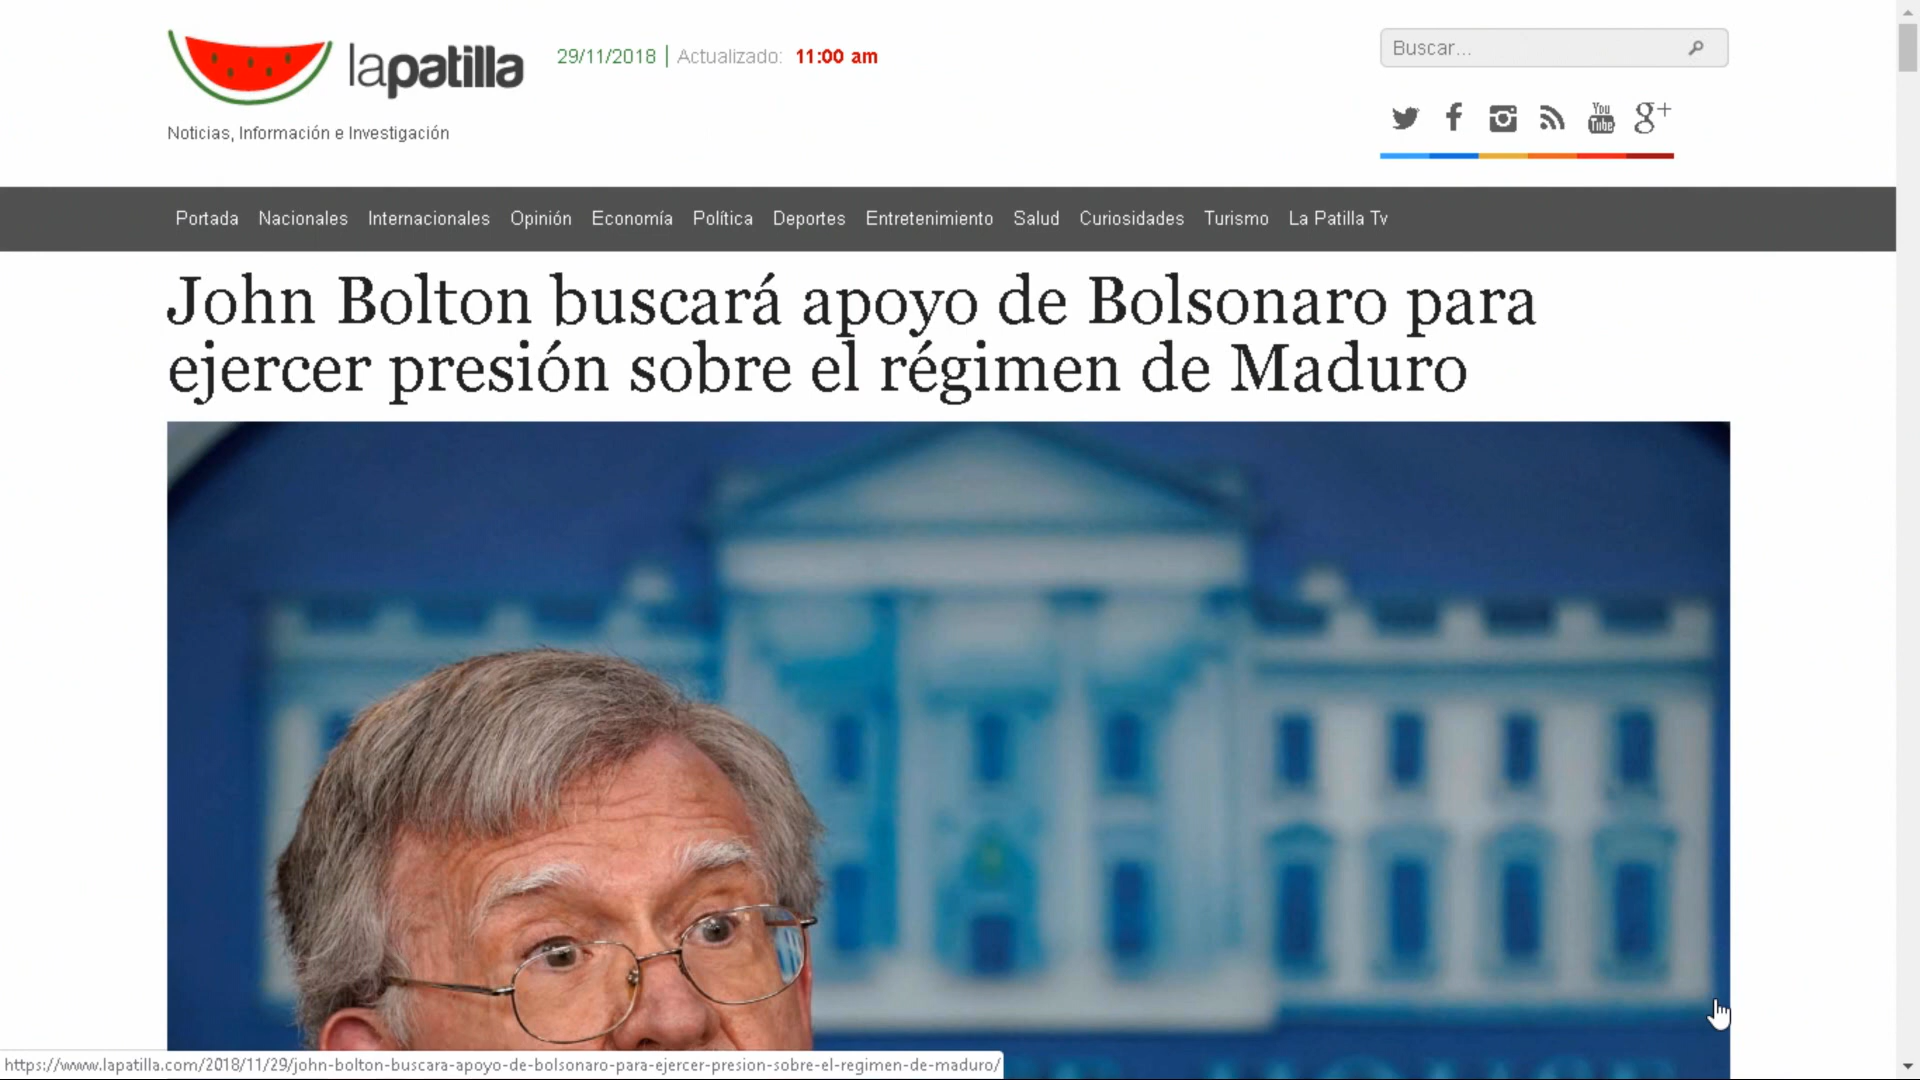 lapatilla
29/11/2018 | Actualizado: 11:00 am
Buscar...
Noticias, Información e Investigación
You
Tube
g+
Portada Nacionales Internacionales Opinión Economía Política Deportes Entretenimiento Salud Curiosidades Turismo La Patilla Tv
John Bolton buscará apoyo de Bolsonaro para
ejercer presión sobre el régimen de Maduro
https://www.lapatilla.com/2018/11/29/john-bolton-buscara-apoyo-de-bolsonaro-para-ejercer-presion-sobre-el-regimen-de-maduro/